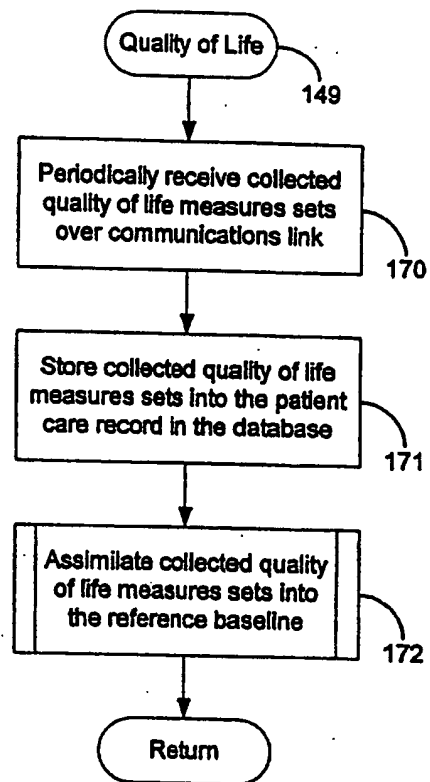 Quality of Life
149
Periodically receive collected
quality of life measures sets
over communications link
170
Store collected quality of life
measures sets into the patient
care record in the database
171
Assimilate collected quality
of life measures sets into
the reference baseline
172
Return